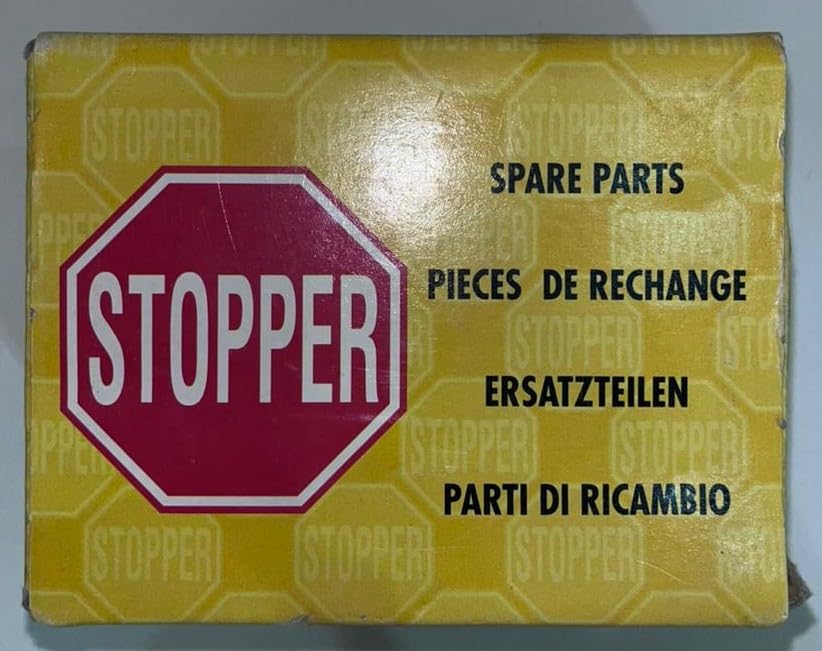 STOPPER
SPARE PARTS
PIECES DE RECHANGE
ERSATZTEILEN
PARTI DI RICAMBIO